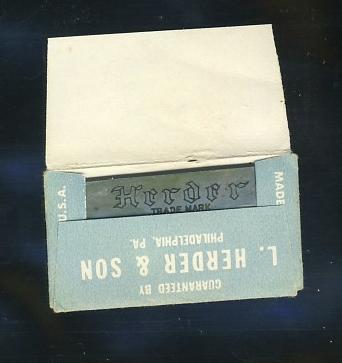 Herder
TRADE MARK
U.S.A.
MADE
GUARANTEED BY
L. HERDER & SON
PHILADELPHIA, PA.